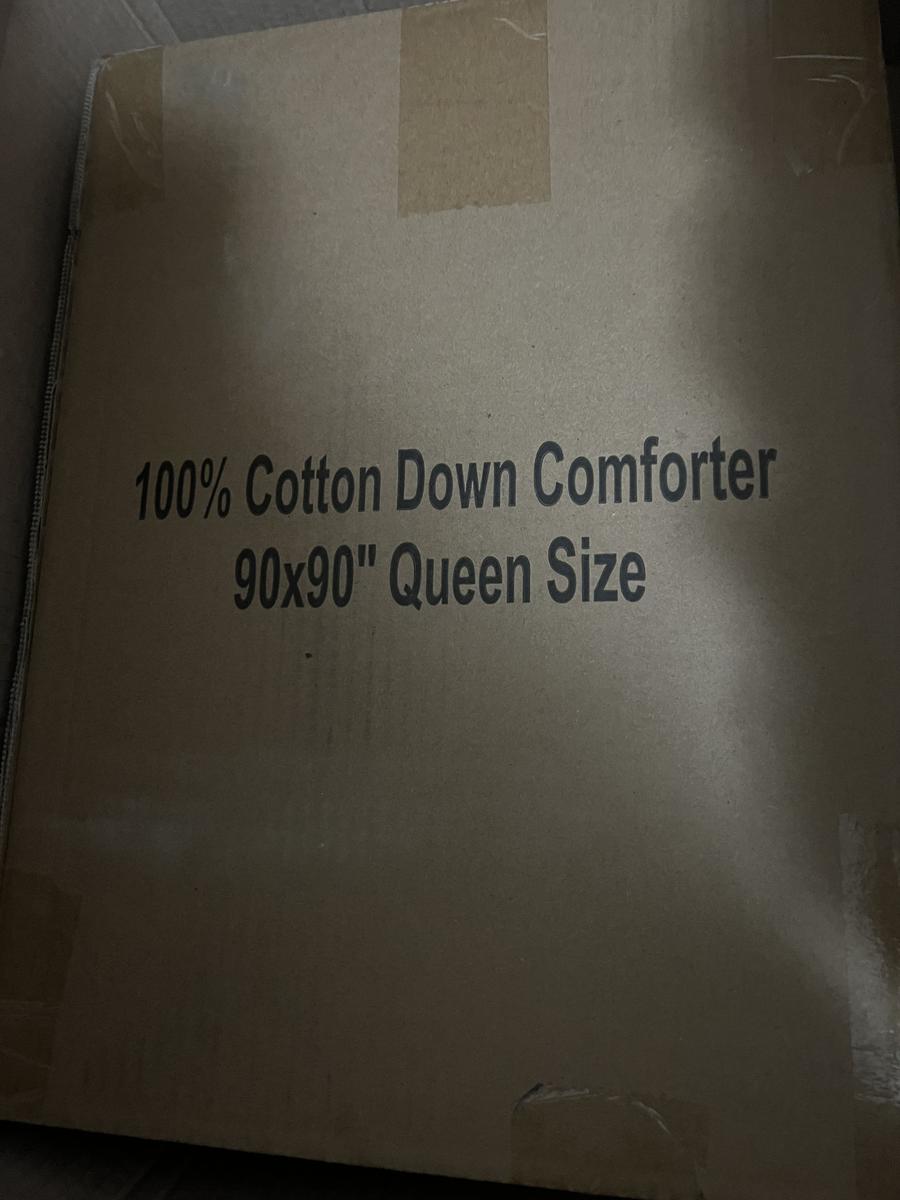 100% Cotton Down Comforter
90x90" Queen Size